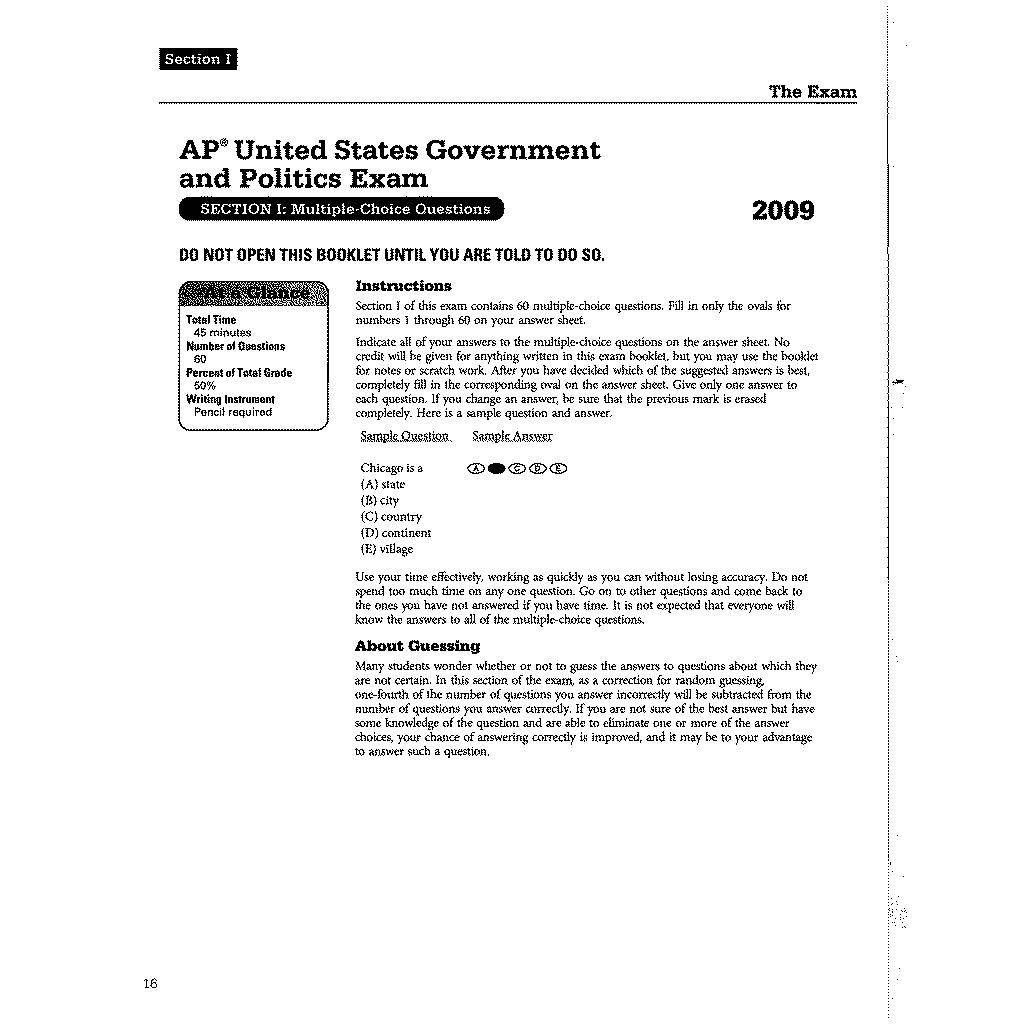 Section I
The Exam
AP® United States Government
and Politics Exam
SECTION I: Multiple-Choice Questions
2009
DO NOT OPEN THIS BOOKLET UNTIL YOU ARE TOLD TO DO SO.
At a Glance
Total Time
45 minutes
Number of Questions
60
Percent of Total Grade
50%
Writing Instrument
Pencil required
Instructions
Section I of this exam contains 60 multiple-choice questions. Fill in only the ovals for
numbers 1 through 60 on your answer sheet.
Indicate all of your answers to the multiple-choice questions on the answer sheet. No
credit will be given for anything written in this exam booklet, but you may use the booklet
for notes or scratch work. After you have decided which of the suggested answers is best,
completely fill in the corresponding oval on the answer sheet. Give only one answer to
each question. If you change an answer, be sure that the previous mark is erased
completely. Here is a sample question and answer.
Sample Question Sample Answer
Chicago is a A C D E
(A) state
(B) city
(C) country
(D) continent
(E) village
Use your time effectively, working as quickly as you can without losing accuracy. Do not
spend too much time on any one question. Go on to other questions and come back to
the ones you have not answered if you have time. It is not expected that everyone will
know the answers to all of the multiple-choice questions.
About Guessing
Many students wonder whether or not to guess the answers to questions about which they
are not certain. In this section of the exam, as a correction for random guessing,
one-fourth of the number of questions you answer incorrectly will be subtracted from the
number of questions you answer correctly. If you are not sure of the best answer but have
some knowledge of the question and are able to eliminate one or more of the answer
choices, your chance of answering correctly is improved, and it may be to your advantage
to answer such a question.
16